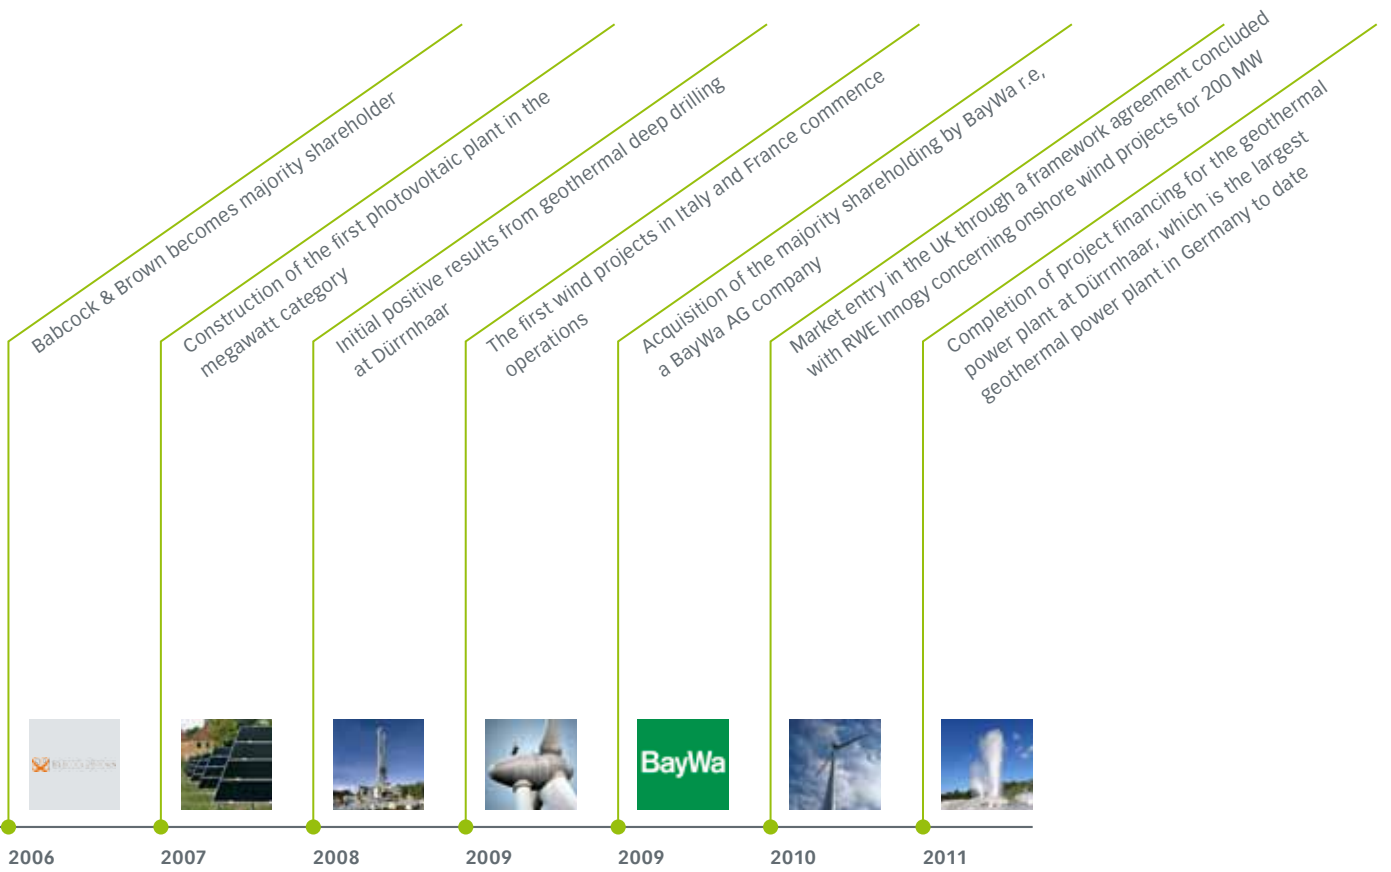 Babcock & Brown becomes majority shareholder
Construction of the first photovoltaic plant in the
megawatt category
Initial positive results from geothermal deep drilling
at Dürrnhaar
The first wind projects in Italy and France commence
operations
Acquisition of the majority shareholding by BayWa r.e,
a BayWa AG company
Market entry in the UK through a framework agreement concluded
with RWE Innogy concerning onshore wind projects for 200 MW
Completion of project financing for the geothermal
power plant at Dürrnhaar, which is the largest
geothermal power plant in Germany to date
BayWa
2006
2007
2008
2009
2009
2010
2011